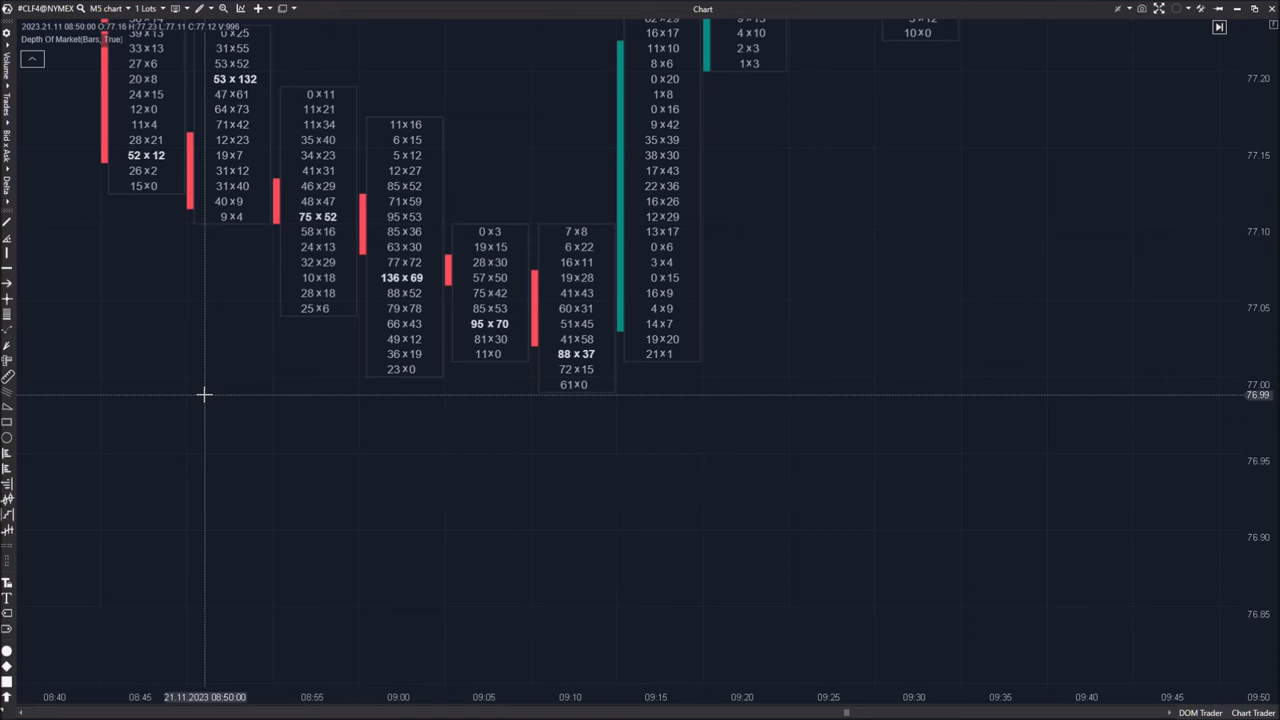 #CLF4@NYMEX M5 chart 1 Lots Chart
2023.21.11 08:50:00 O:77.16 H:77.23 L:77.11 C:77.12 V:996
Depth Of Market(Bars, True)
Volume
Trades
Bid x Ask
Delta
39 x 13
33 x 13
27 x 6
20 x 8
24 x 15
12 x 0
11 x 4
28 x 21
52 x 12
26 x 2
15 x 0
0 x 25
31 x 55
53 x 52
53 x 132
47 x 61
64 x 73
71 x 42
12 x 23
19 x 7
31 x 12
31 x 40
40 x 9
9 x 4
0 x 11
11 x 21
11 x 34
35 x 40
34 x 23
41 x 31
46 x 29
48 x 47
75 x 52
58 x 16
24 x 13
32 x 29
10 x 18
28 x 18
25 x 6
11 x 16
6 x 15
5 x 12
12 x 27
85 x 52
71 x 59
95 x 53
85 x 36
63 x 30
77 x 72
136 x 69
88 x 52
79 x 78
66 x 43
49 x 12
36 x 19
23 x 0
0 x 3
19 x 15
28 x 30
57 x 50
75 x 42
85 x 53
95 x 70
81 x 30
11 x 0
7 x 8
6 x 22
16 x 11
19 x 28
41 x 43
60 x 31
51 x 45
41 x 58
88 x 37
72 x 15
61 x 0
16 x 17
11 x 10
8 x 6
0 x 20
1 x 8
0 x 16
9 x 42
35 x 39
38 x 30
17 x 43
22 x 36
16 x 26
12 x 29
13 x 17
0 x 6
3 x 4
0 x 15
16 x 9
4 x 9
14 x 7
19 x 20
21 x 1
4 x 10
2 x 3
1 x 3
10 x 0
77.20
77.15
77.10
77.05
77.00
76.99
76.95
76.90
76.85
08:40 08:45 21.11.2023 08:50:00 08:55 09:00 09:05 09:10 09:15 09:20 09:25 09:30 09:35 09:40 09:45 09:50
DOM Trader Chart Trader